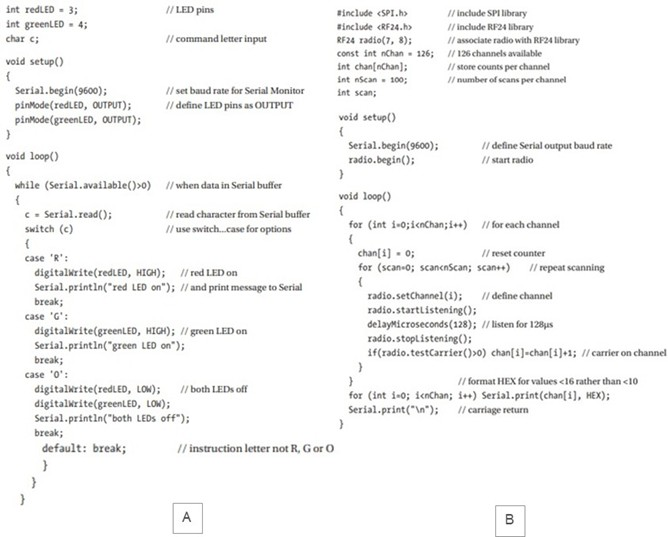 int redLED = 3; // LED pins
int greenLED = 4;
char c; // command letter input
void setup()
{
Serial.begin(9600); // set baud rate for Serial Monitor
pinMode(redLED, OUTPUT); // define LED pins as OUTPUT
pinMode(greenLED, OUTPUT);
}
void loop()
{
while (Serial.available()>0) // when data in Serial buffer
{
c = Serial.read(); // read character from Serial buffer
switch (c) // use switch...case for options
{
case 'R':
digitalWrite(redLED, HIGH); // red LED on
Serial.println("red LED on"); // and print message to Serial
break;
case 'G':
digitalWrite(greenLED, HIGH); // green LED on
Serial.println("green LED on");
break;
case 'O':
digitalWrite(redLED, LOW); // both LEDs off
digitalWrite(greenLED, LOW);
Serial.println("both LEDs off");
break;
default: break; // instruction letter not R, G or O
}
}
}
A
#include <SPI.h> // include SPI library
#include <RF24.h> // include RF24 library
RF24 radio(7, 8); // associate radio with RF24 library
const int nChan = 126; // 126 channels available
int chan[nChan]; // store counts per channel
int nScan = 100; // number of scans per channel
int scan;
void setup()
{
Serial.begin(9600); // define Serial output baud rate
radio.begin(); // start radio
}
void loop()
{
for (int i=0;i<nChan;i++) // for each channel
{
chan[i] = 0; // reset counter
for (scan=0; scan<nScan; scan++) // repeat scanning
{
radio.setChannel(i); // define channel
radio.startListening();
delayMicroseconds(128); // listen for 128µs
radio.stopListening();
if(radio.testCarrier()>0) chan[i]=chan[i]+1; // carrier on channel
}
} // format HEX for values <16 rather than <10
for (int i=0; i<nChan; i++) Serial.print(chan[i], HEX);
Serial.print("\n"); // carriage return
}
B